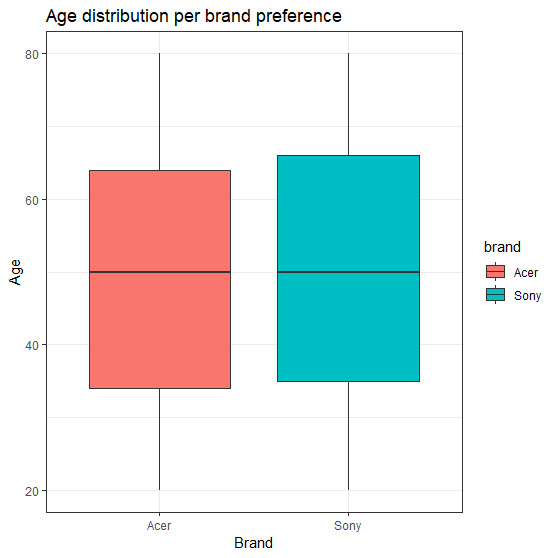 Age distribution per brand preference
80
60
40
20
Age
Acer
Sony
Brand
brand
Acer
Sony